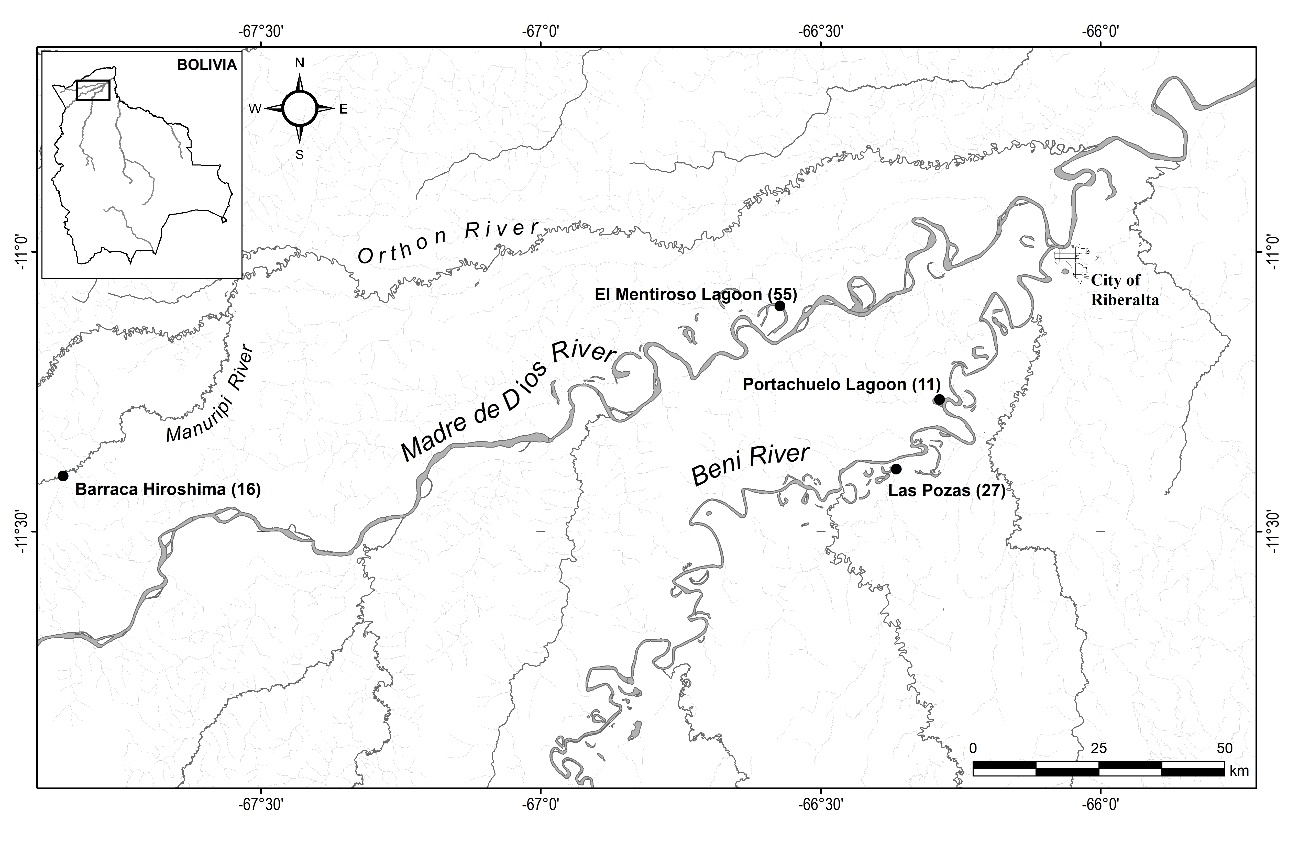 -67°30'
-67°0'
-66°30'
-66°0'
BOLIVIA
N
W
E
S
Orthon River
-11°0'
-11°0'
City of
Riberalta
El Mentiroso Lagoon (55)
Madre de Dios River
Manuripi River
Portachuelo Lagoon (11)
Beni River
Barraca Hiroshima (16)
Las Pozas (27)
-11°30'
-11°30'
0
25
50
km
-67°30'
-67°0'
-66°30'
-66°0'